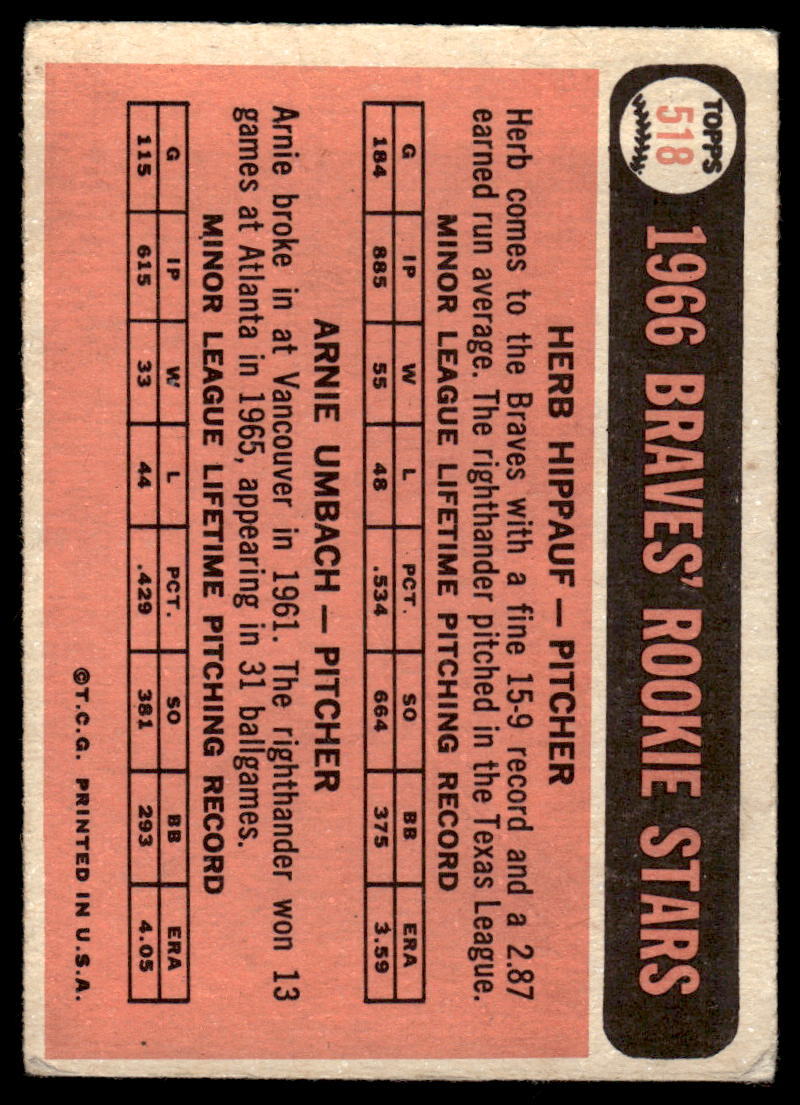 TOPPS
518
1966 BRAVES' ROOKIE STARS
HERB HIPPAUF — PITCHER
Herb comes to the Braves with a fine 15-9 record and a 2.87
earned run average. The righthander pitched in the Texas League.
MINOR LEAGUE LIFETIME PITCHING RECORD
G IP W L PCT. SO BB ERA
184 885 55 48 .534 664 375 3.59
ARNIE UMBACH — PITCHER
Arnie broke in at Vancouver in 1961. The righthander won 13
games at Atlanta in 1965, appearing in 31 ballgames.
MINOR LEAGUE LIFETIME PITCHING RECORD
G IP W L PCT. SO BB ERA
115 615 33 44 .429 381 293 4.05
©T.C.G. PRINTED IN U.S.A.